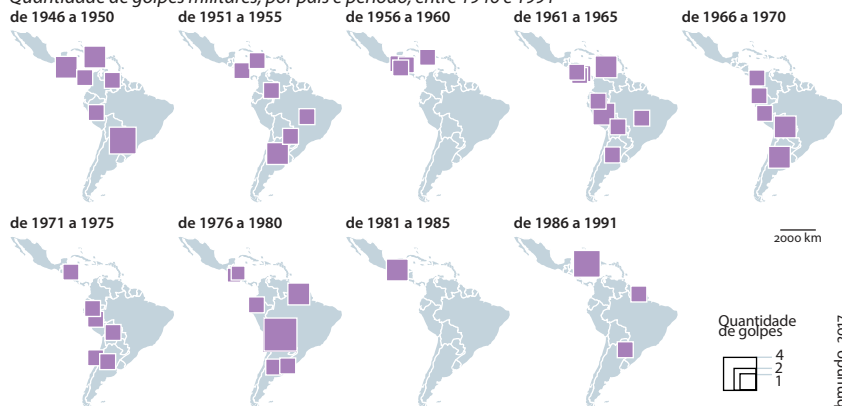 Quantidade de golpes militares, por país e período, entre 1946 e 1991
de 1946 a 1950
de 1951 a 1955
de 1956 a 1960
de 1961 a 1965
de 1966 a 1970
de 1971 a 1975
de 1976 a 1980
de 1981 a 1985
de 1986 a 1991
2000 km
Quantidade
de golpes
4
2
1
2017